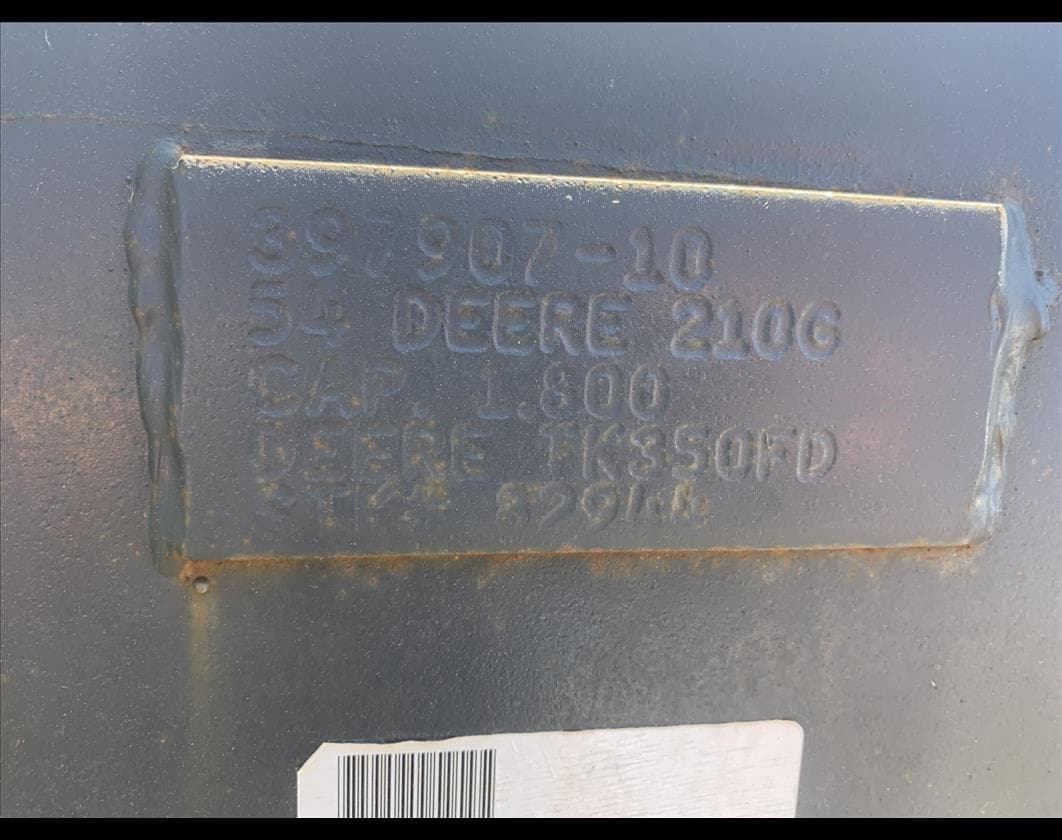 397907-10
54 DEERE 210G
CAP. 1.800
DEERE TK350FD